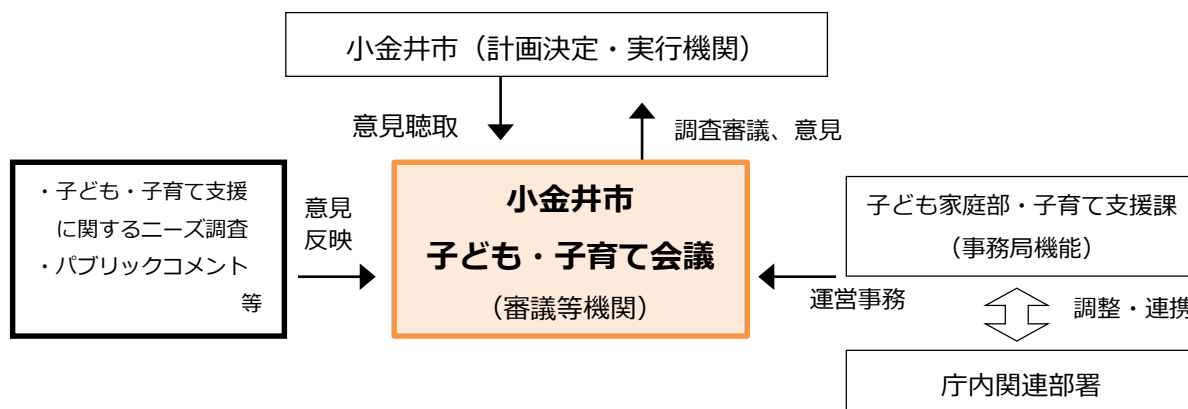 小金井市（計画決定・実行機関）
意見聴取
調査審議、意見
・子ども・子育て支援
に関するニーズ調査
・パブリックコメント
等
意見
反映
小金井市
子ども・子育て会議
（審議等機関）
子ども家庭部・子育て支援課
（事務局機能）
運営事務
調整・連携
庁内関連部署